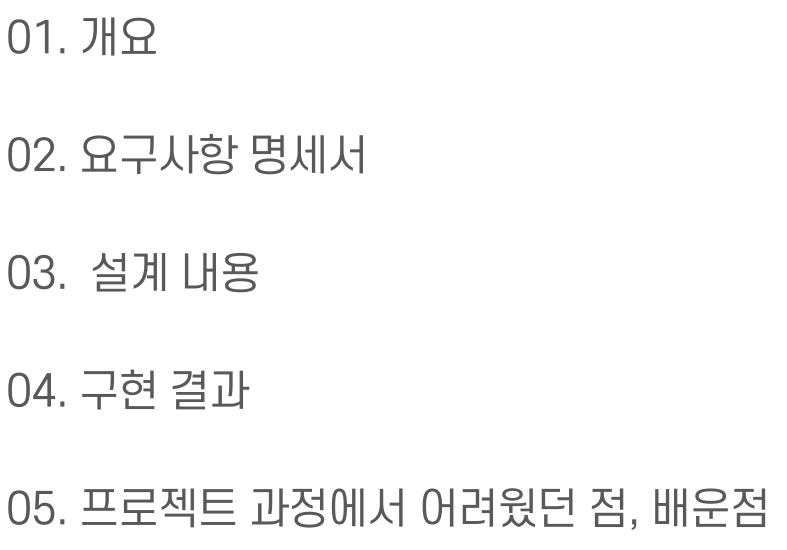 01. 개요
02. 요구사항 명세서
03.  설계 내용
04. 구현 결과
05. 프로젝트 과정에서 어려웠던 점, 배운점